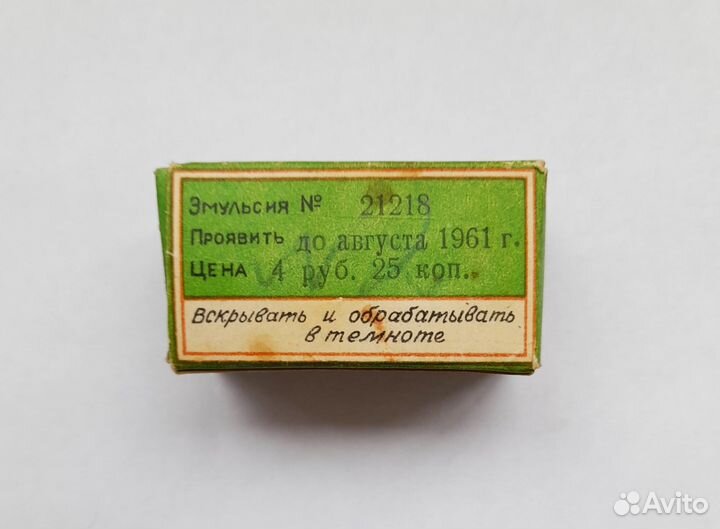 Эмульсия № 21218
Проявить до августа 1961 г.
Цена 4 руб. 25 коп.
Вскрывать и обрабатывать
в темноте
Avito